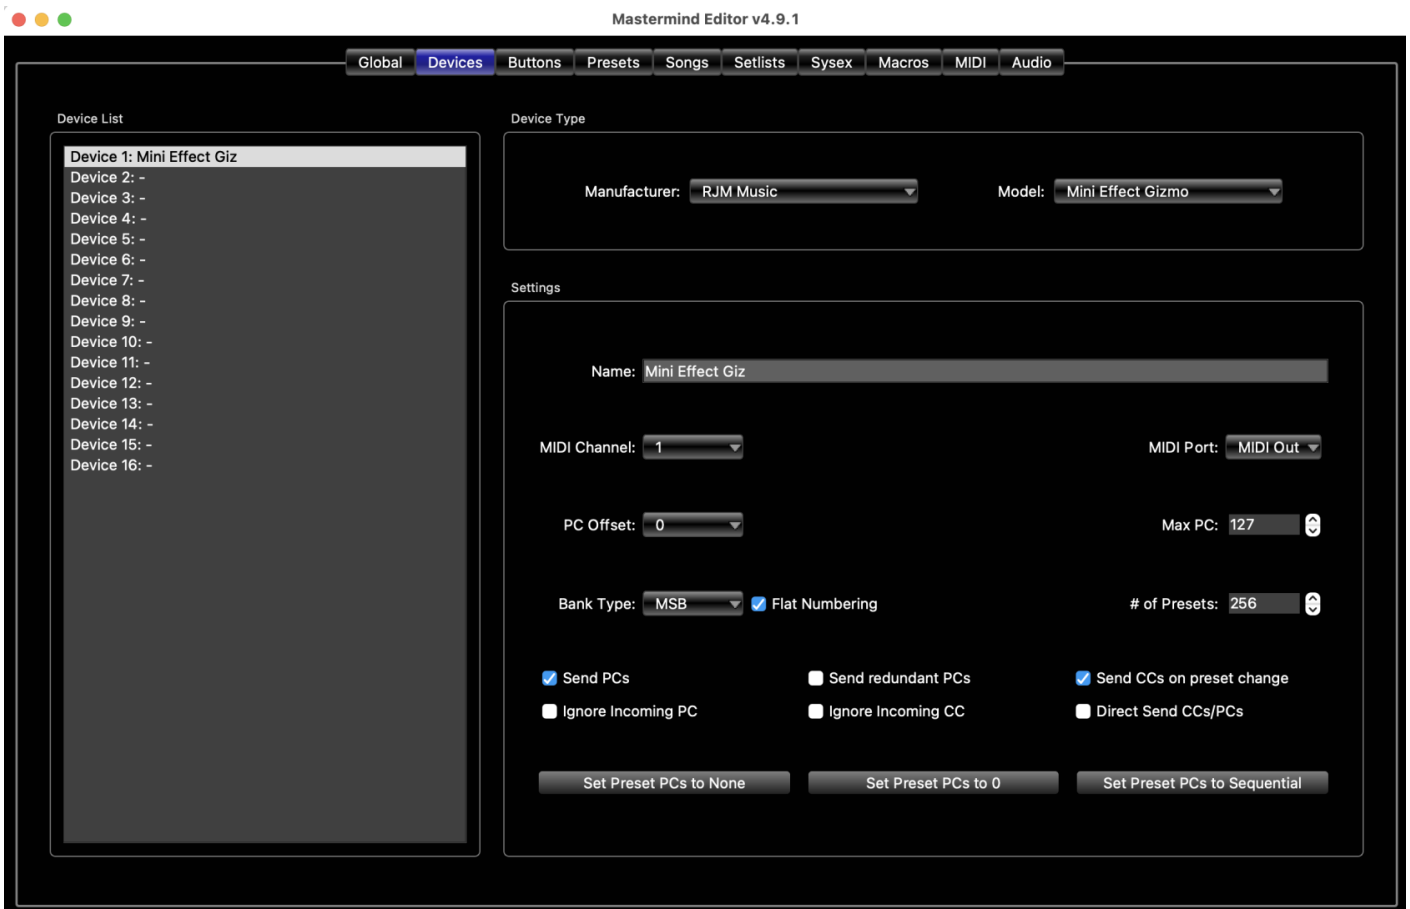 Mastermind Editor v4.9.1
Global Devices Buttons Presets Songs Setlists Sysex Macros MIDI Audio
Device List
Device 1: Mini Effect Giz
Device 2: -
Device 3: -
Device 4: -
Device 5: -
Device 6: -
Device 7: -
Device 8: -
Device 9: -
Device 10: -
Device 11: -
Device 12: -
Device 13: -
Device 14: -
Device 15: -
Device 16: -
Device Type
Manufacturer: RJM Music Model: Mini Effect Gizmo
Settings
Name: Mini Effect Giz
MIDI Channel: 1 MIDI Port: MIDI Out
PC Offset: 0 Max PC: 127
Bank Type: MSB Flat Numbering # of Presets: 256
Send PCs Send redundant PCs Send CCs on preset change
Ignore Incoming PC Ignore Incoming CC Direct Send CCs/PCs
Set Preset PCs to None Set Preset PCs to 0 Set Preset PCs to Sequential